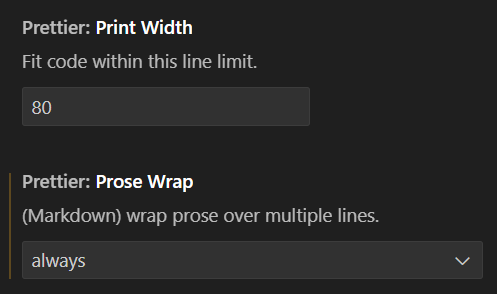 Prettier: Print Width
Fit code within this line limit.
80
Prettier: Prose Wrap
(Markdown) wrap prose over multiple lines.
always